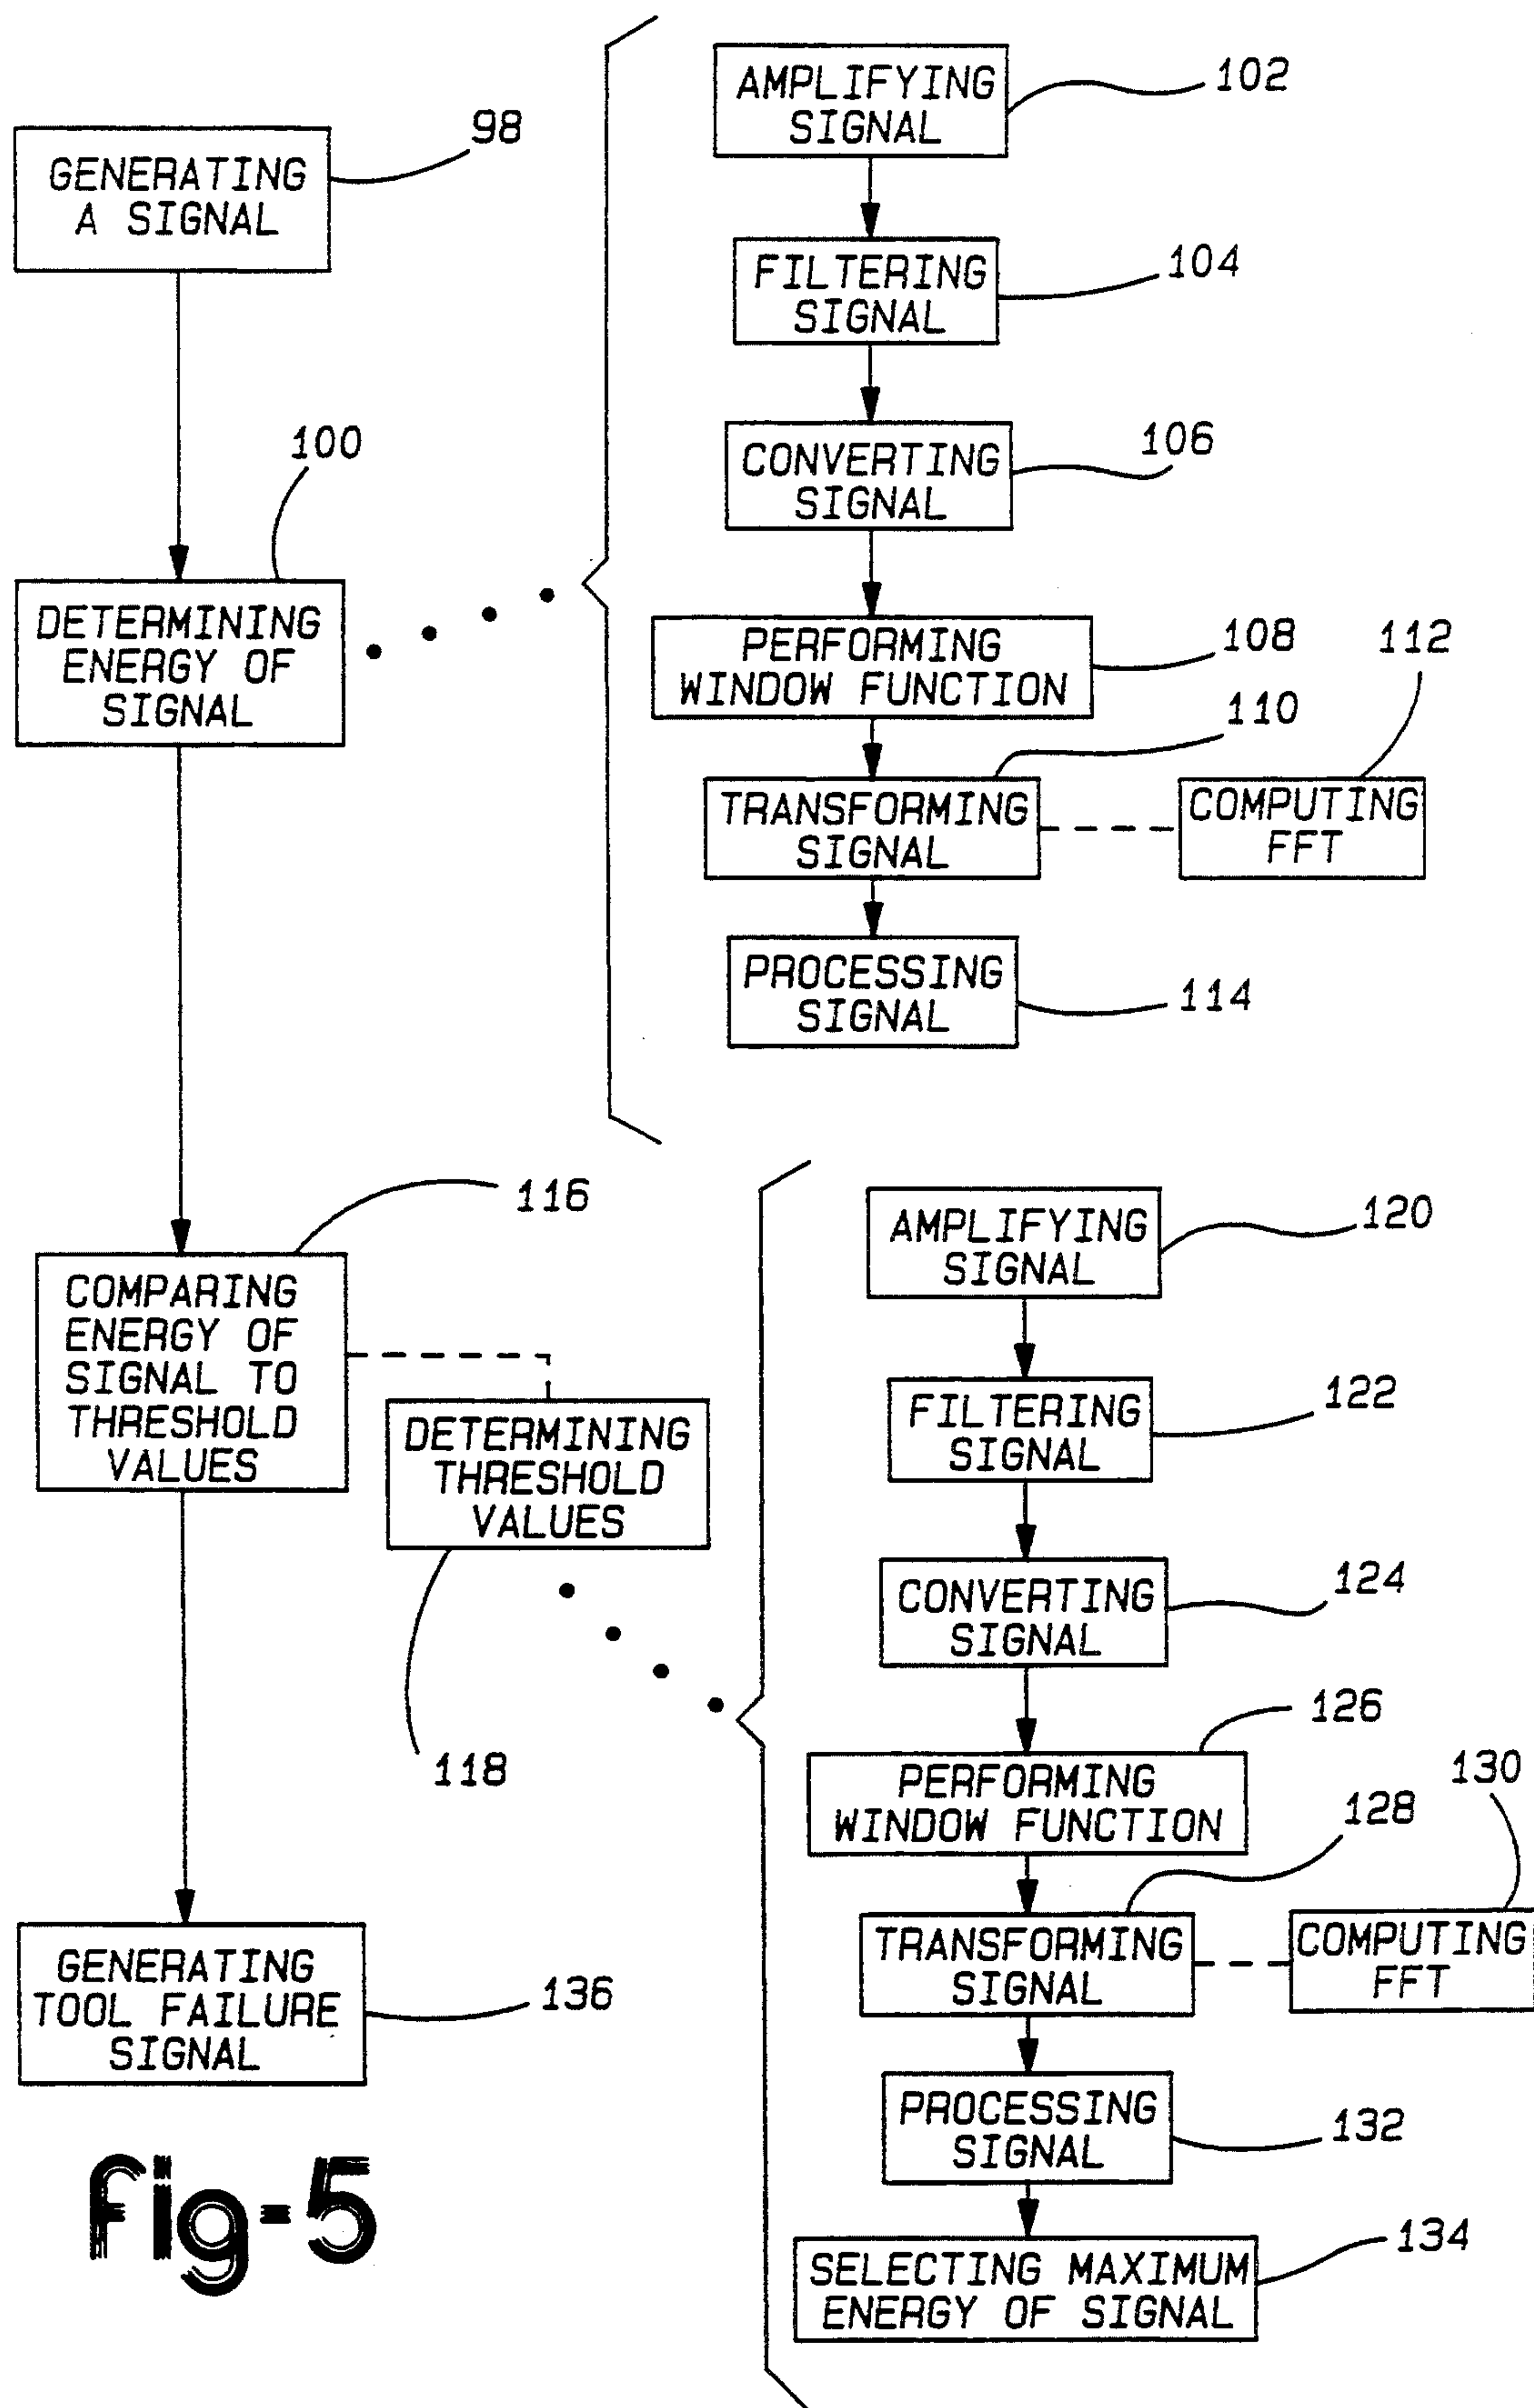 GENERATING
A SIGNAL
98
DETERMINING
ENERGY OF
SIGNAL
100
AMPLIFYING
SIGNAL
102
FILTERING
SIGNAL
104
CONVERTING
SIGNAL
106
PERFORMING
WINDOW FUNCTION
108
TRANSFORMING
SIGNAL
110
COMPUTING
FFT
112
PROCESSING
SIGNAL
114
COMPARING
ENERGY OF
SIGNAL TO
THRESHOLD
VALUES
116
DETERMINING
THRESHOLD
VALUES
118
AMPLIFYING
SIGNAL
120
FILTERING
SIGNAL
122
CONVERTING
SIGNAL
124
PERFORMING
WINDOW FUNCTION
126
TRANSFORMING
SIGNAL
128
COMPUTING
FFT
130
PROCESSING
SIGNAL
132
SELECTING MAXIMUM
ENERGY OF SIGNAL
134
GENERATING
TOOL FAILURE
SIGNAL
136
Fig-5